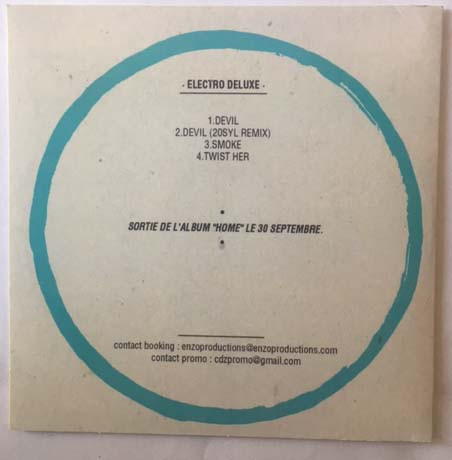 · ELECTRO DELUXE ·
1.DEVIL
2.DEVIL (20SYL REMIX)
3.SMOKE
4.TWIST HER
SORTIE DE L'ALBUM "HOME" LE 30 SEPTEMBRE.
contact booking : enzoproductions@enzoproductions.com
contact promo : cdzpromo@gmail.com